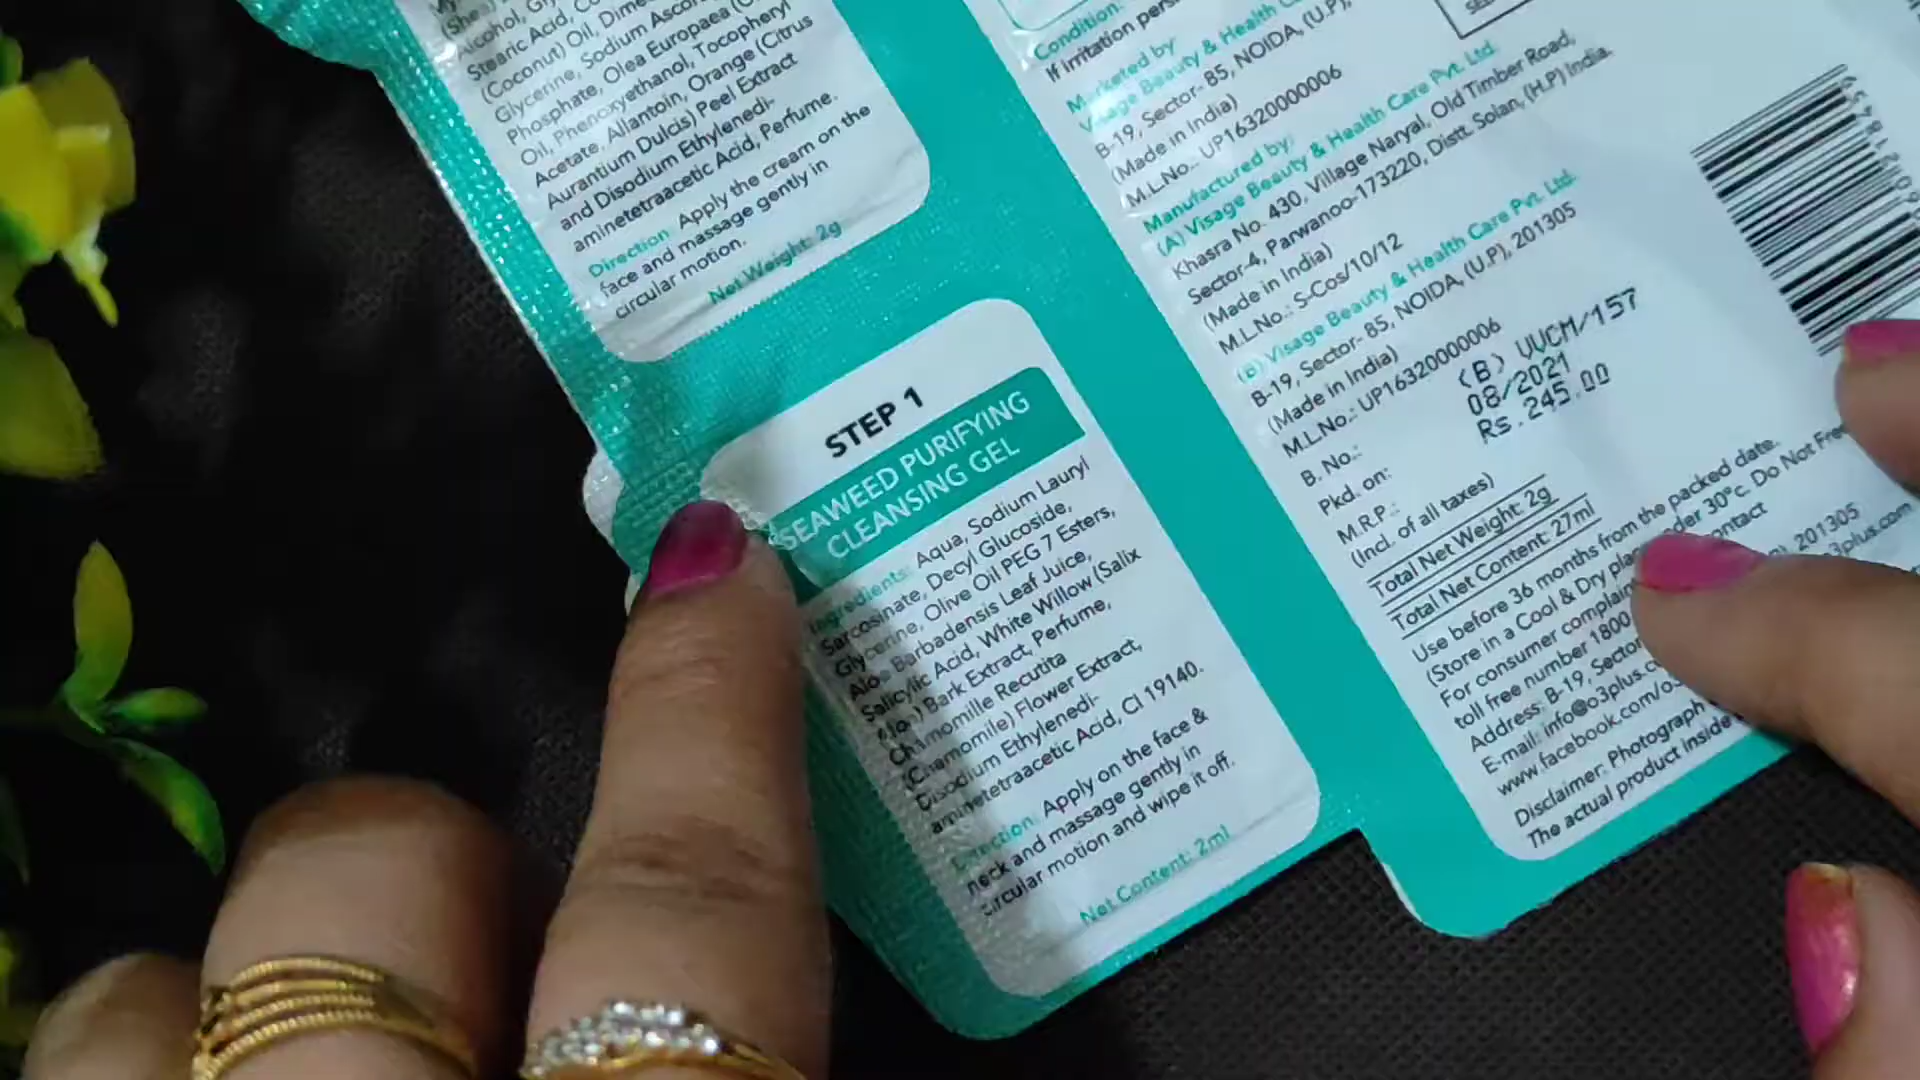 (Shea)
Alcohol,
Stearic Acid,
(Coconut) Oil,
Glycerine, Sodium
Phosphate, Olea Europaea
Oil, Phenoxyethanol, Tocopheryl
Acetate, Allantoin, Orange (Citrus
Aurantium Dulcis) Peel Extract
and Disodium Ethylenedi-
aminetetraacetic Acid, Perfume.
Direction: Apply the cream on the
face and massage gently in
circular motion.
Net Weight: 2g
STEP 1
SEAWEED PURIFYING
CLEANSING GEL
Ingredients: Aqua, Sodium Lauryl
Sarcosinate, Decyl Glucoside,
Glycerine, Olive Oil PEG 7 Esters,
Aloe Barbadensis Leaf Juice,
Salicylic Acid, White Willow (Salix
) Bark Extract, Perfume,
Chamomille Recutita
(Chamomile) Flower Extract,
Disodium Ethylenedi-
aminetetraacetic Acid, CI 19140.
Direction: Apply on the face &
neck and massage gently in
circular motion and wipe it off.
Net Content: 2ml
Condition:
If irritation
Marketed by
Visage Beauty & Health
B-19, Sector- 85, NOIDA, (U.P),
(Made in India)
M.L.No.. UP16320000006
Manufactured by:
(A) Visage Beauty & Health Care Pvt. Ltd.
Khasra No. 430, Village Naryal, Old Timber Road,
Sector-4, Parwanoo-173220, Distt. Solan, (H.P) India.
(Made in India)
M.L.No.: S-Cos/10/12
(B) Visage Beauty & Health Care Pvt. Ltd.
B-19, Sector- 85, NOIDA, (U.P), 201305
(Made in India)
M.L.No.: UP16320000006
B. No.: (B) UUCM/157
Pkd. on: 08/2021
M.R.P.: Rs.245.00
(Incl. of all taxes)
Total Net Weight: 2g
Total Net Content: 27ml
Use before 36 months from the packed date.
(Store in a Cool & Dry 30°c. Do Not
For consumer contact
toll free number 1800
Address: B-19, Sector 201305
E-mail: info@o3plus.
www.facebook.com/
Disclaimer: Photograph
The actual product inside